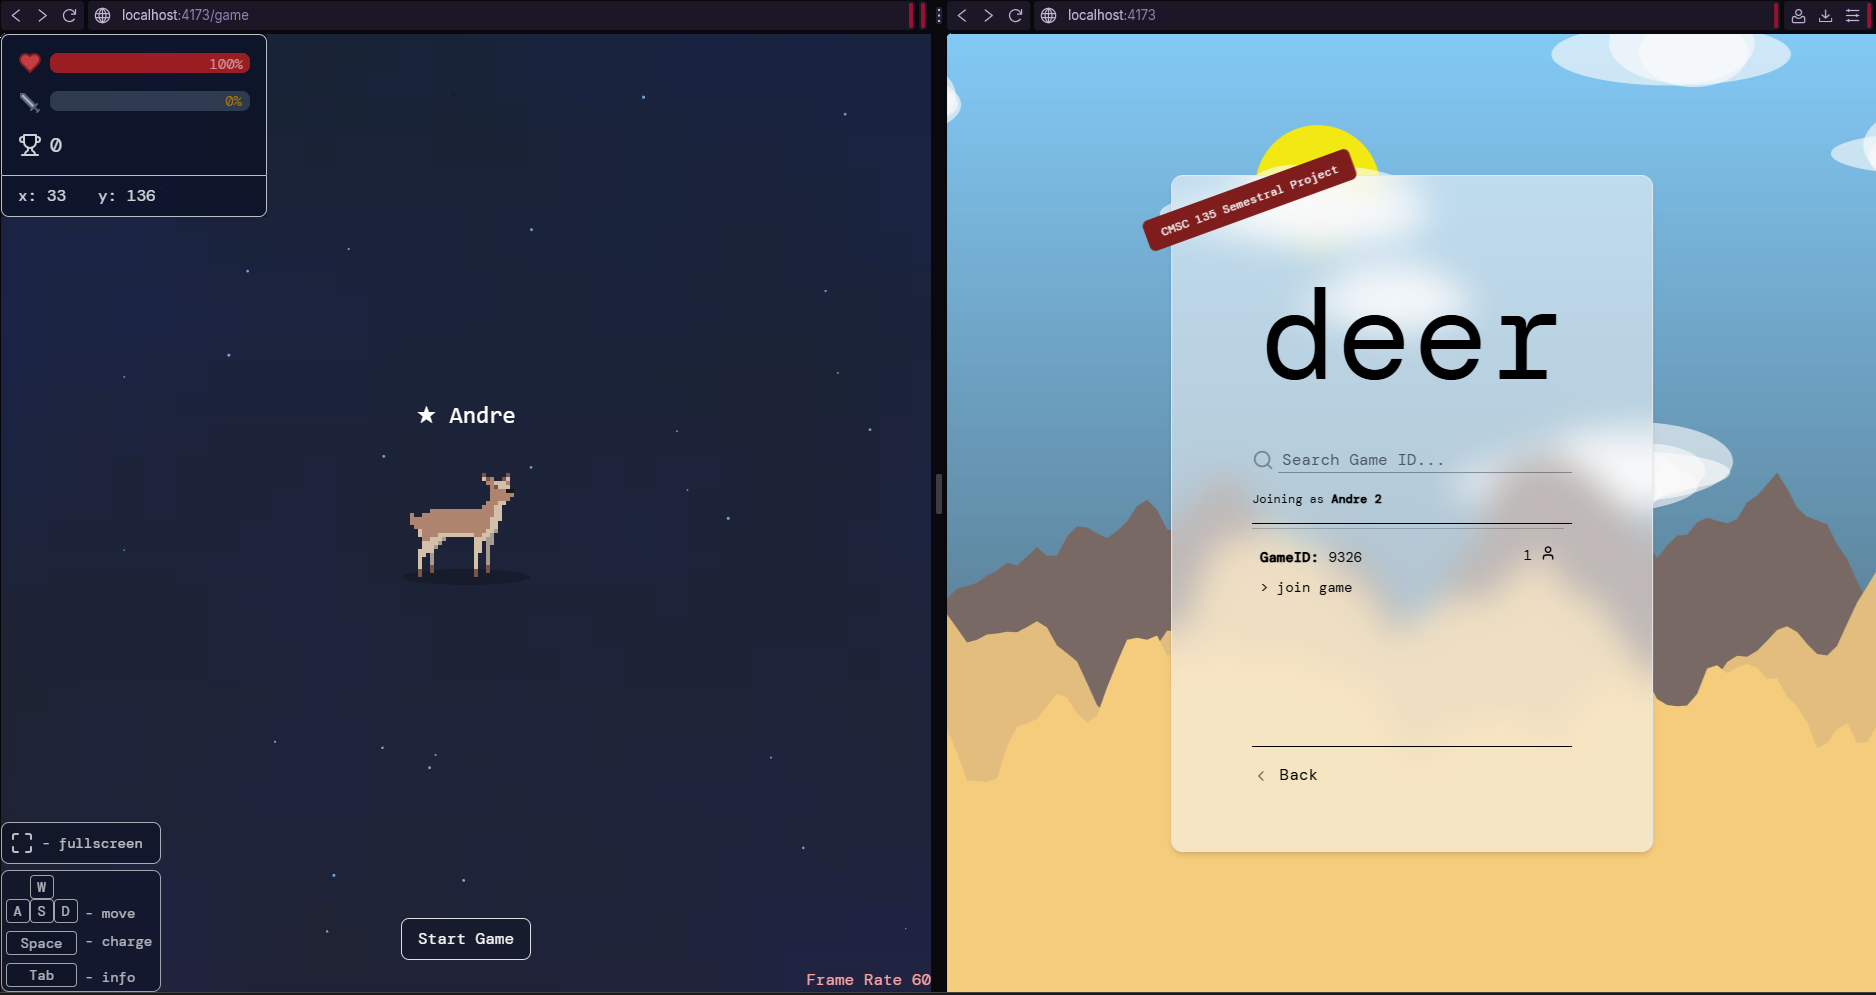 localhost:4173/game
100%
0%
0
x: 33 y: 136
★ Andre
- fullscreen
W
A S D - move
Space - charge
Tab - info
Start Game
Frame Rate 60
localhost:4173
CMSC 135 Semestral Project
deer
Search Game ID...
Joining as Andre 2
GameID: 9326 1
> join game
Back